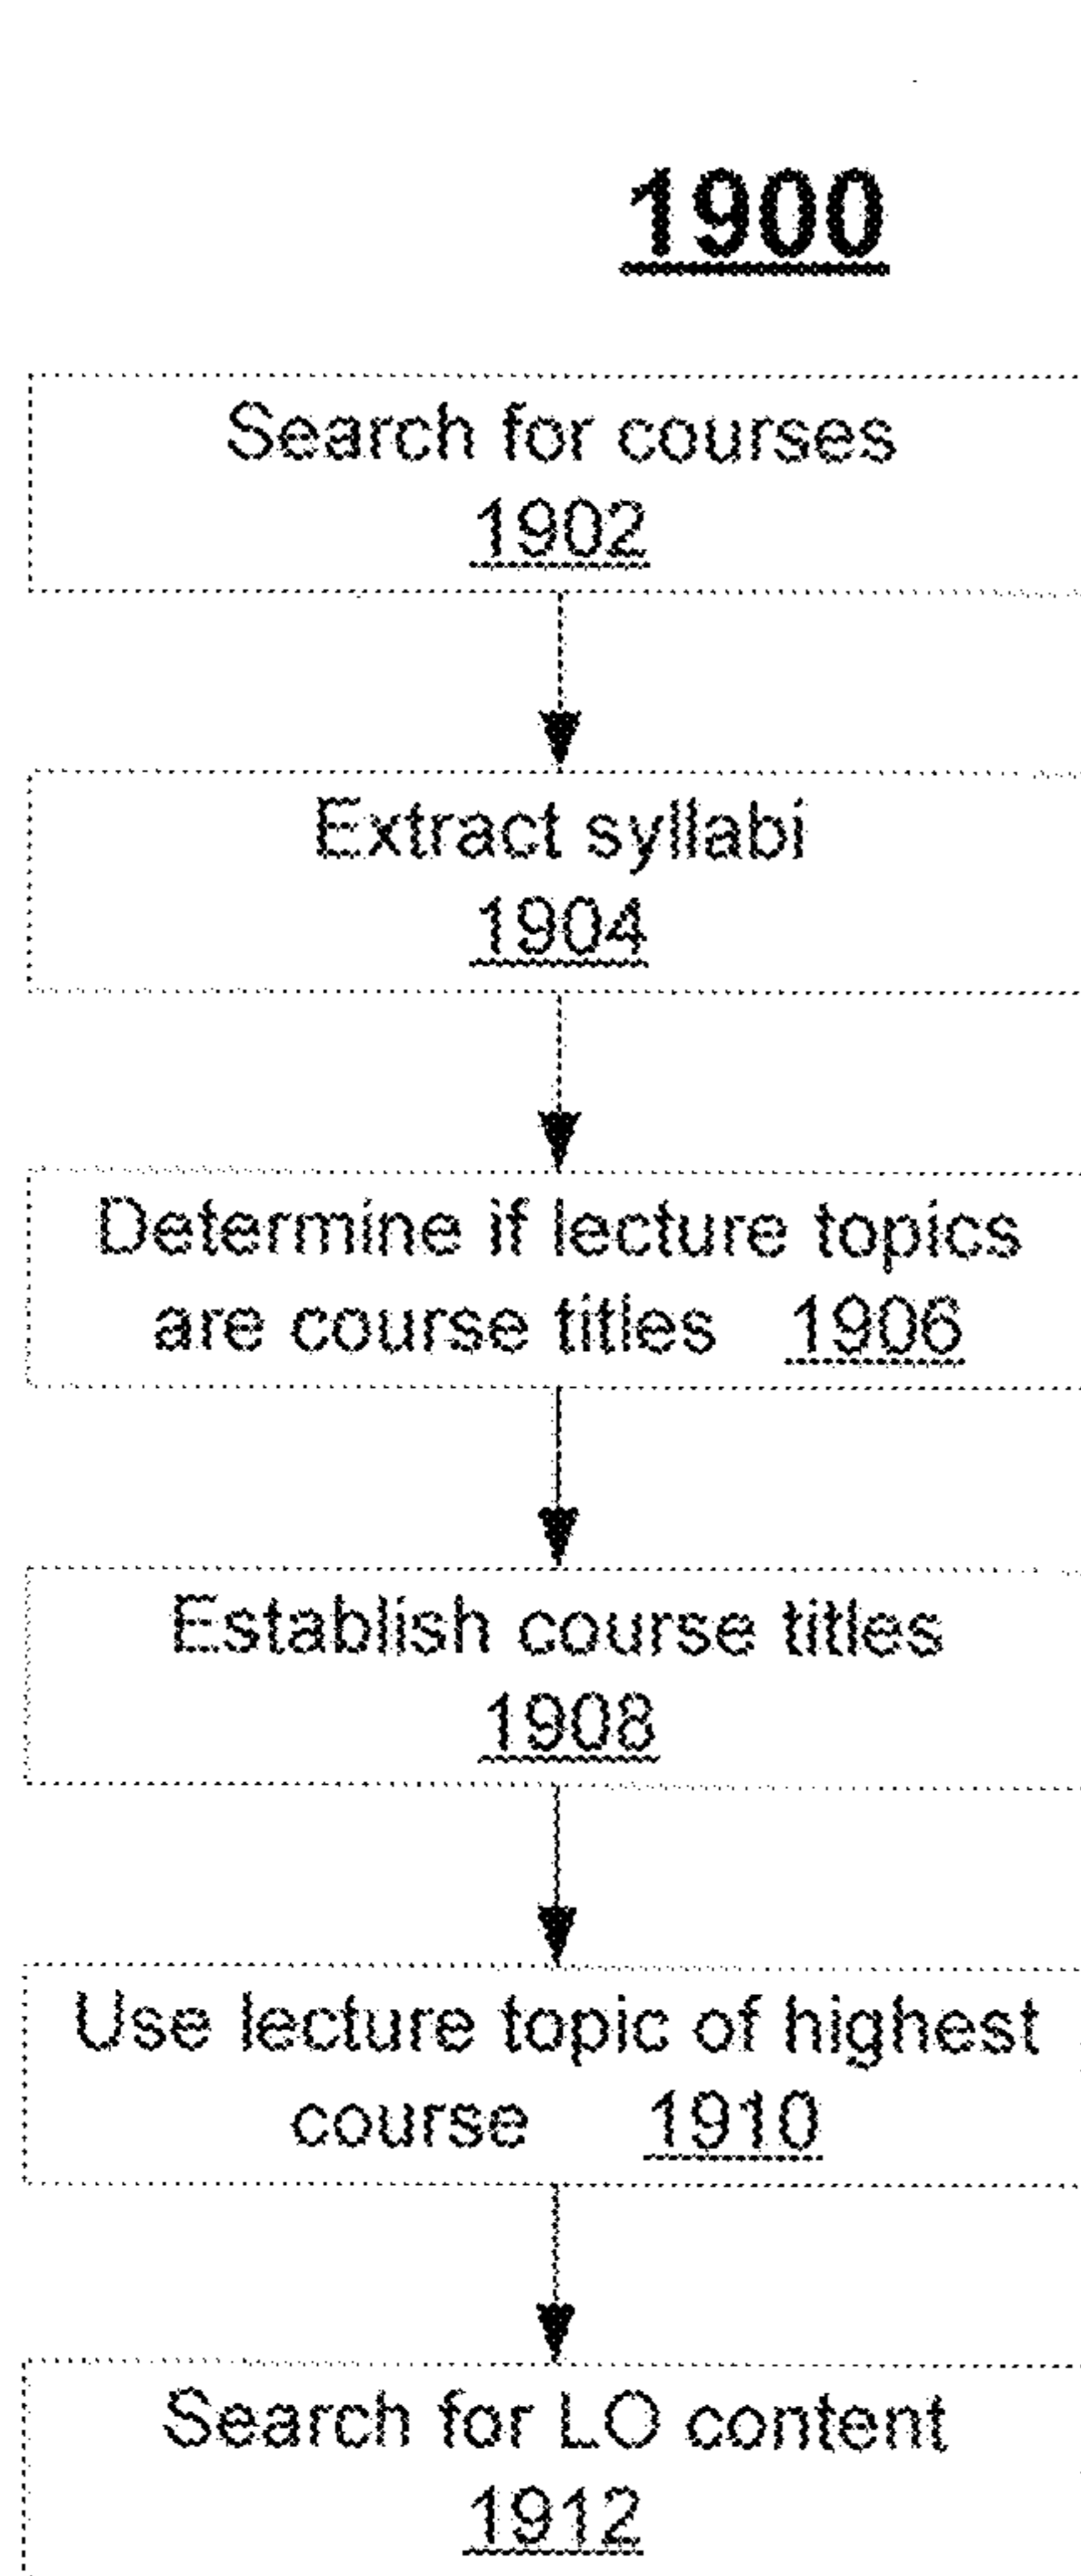 1900
Search for courses
1902
Extract syllabi
1904
Determine if lecture topics
are course titles 1906
Establish course titles
1908
Use lecture topic of highest
course 1910
Search for LO content
1912